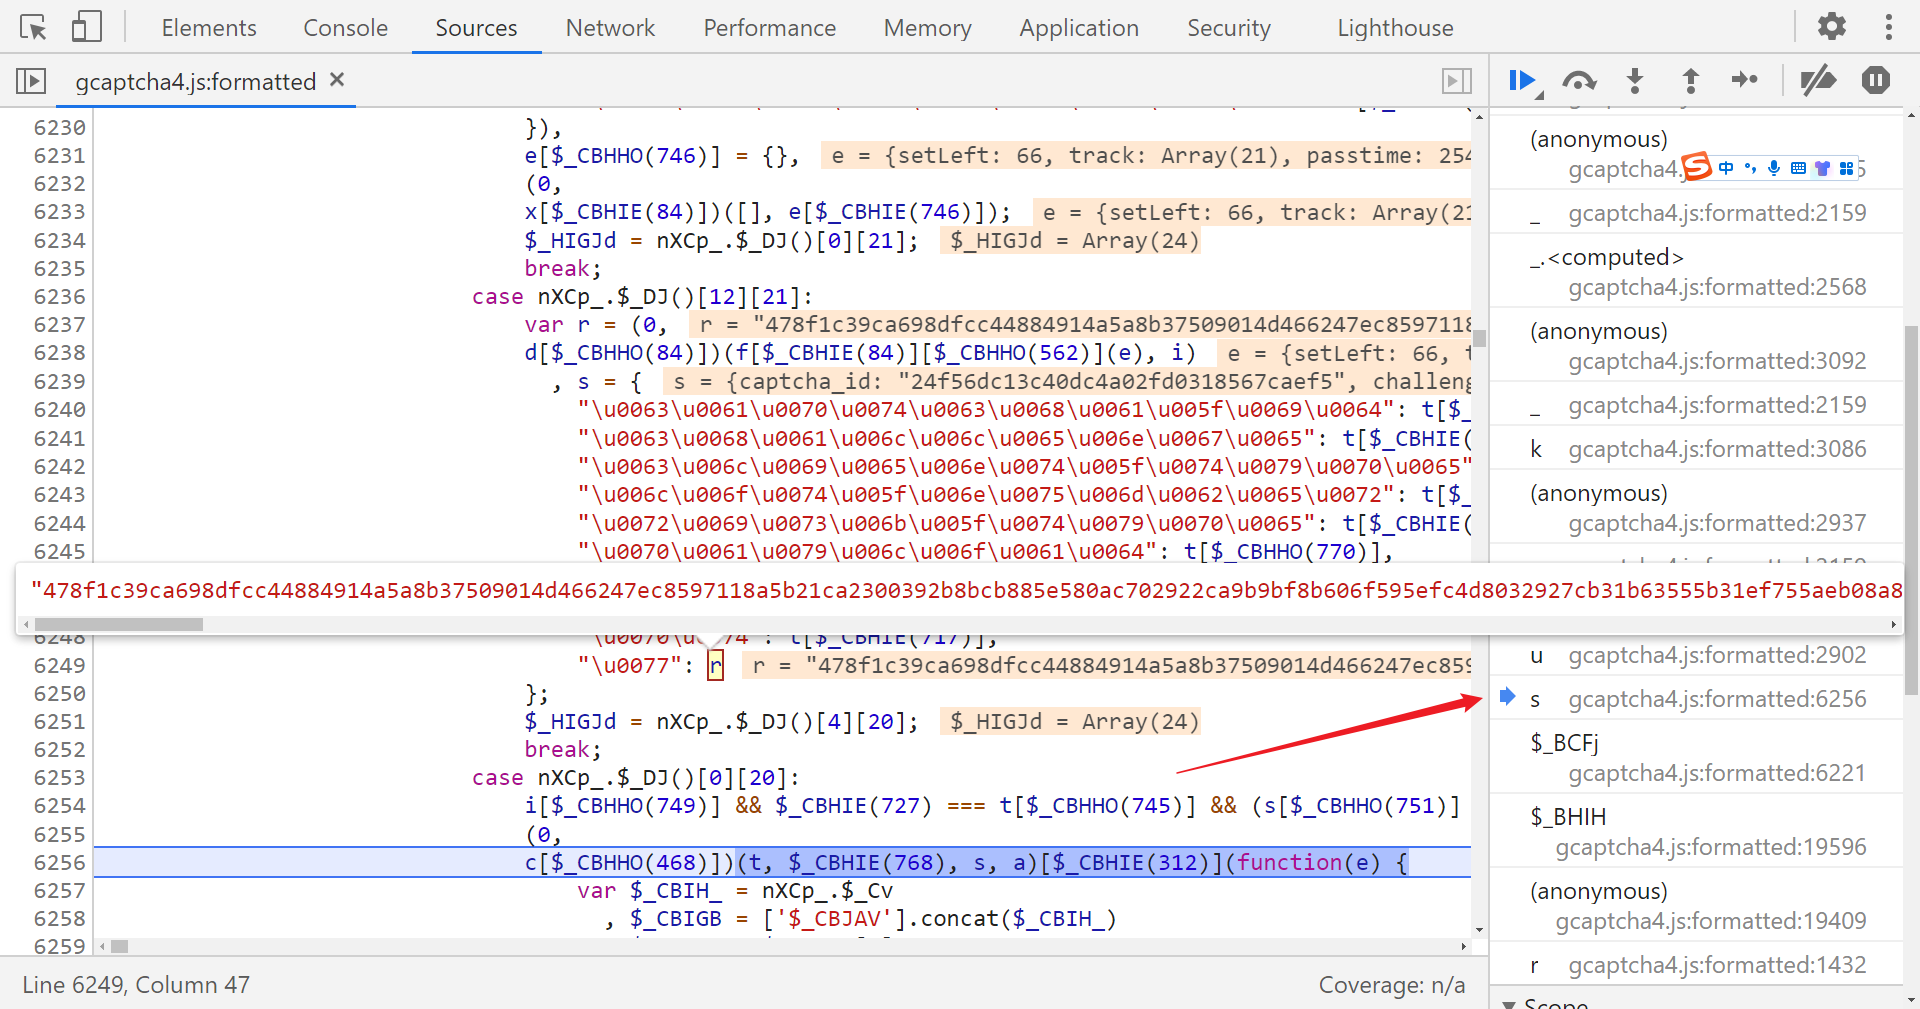 Elements Console Sources Network Performance Memory Application Security Lighthouse
gcaptcha4.js:formatted ×
6230 }),
6231 e[$_CBHHO(746)] = {}, e = {setLeft: 66, track: Array(21), passtime: 254
6232 (0,
6233 x[$_CBHIE(84)])([], e[$_CBHIE(746)]); e = {setLeft: 66, track: Array(21
6234 $_HIGJd = nXCp_.$_DJ()[0][21]; $_HIGJd = Array(24)
6235 break;
6236 case nXCp_.$_DJ()[12][21]:
6237 var r = (0, r = "478f1c39ca698dfcc44884914a5a8b37509014d466247ec8597118
6238 d[$_CBHHO(84)])(f[$_CBHIE(84)][$_CBHHO(562)](e), i) e = {setLeft: 66, t
6239 , s = { s = {captcha_id: "24f56dc13c40dc4a02fd0318567caef5", challeng
6240 "\u0063\u0061\u0070\u0074\u0063\u0068\u0061\u005f\u0069\u0064": t[$_
6241 "\u0063\u0068\u0061\u006c\u006c\u0065\u006e\u0067\u0065": t[$_CBHIE(
6242 "\u0063\u006c\u0069\u0065\u006e\u0074\u005f\u0074\u0079\u0070\u0065"
6243 "\u006c\u006f\u0074\u005f\u006e\u0075\u006d\u0062\u0065\u0072": t[$_
6244 "\u0072\u0069\u0073\u006b\u005f\u0074\u0079\u0070\u0065": t[$_CBHIE(
6245 "\u0070\u0061\u0079\u006c\u006f\u0061\u0064": t[$_CBHHO(770)],
"478f1c39ca698dfcc44884914a5a8b37509014d466247ec8597118a5b21ca2300392b8bcb885e580ac702922ca9b9bf8b606f595efc4d8032927cb31b63555b31ef755aeb08a8
6248 "\u0070\u0074": t[$_CBHIE(717)],
6249 "\u0077": r r = "478f1c39ca698dfcc44884914a5a8b37509014d466247ec859
6250 };
6251 $_HIGJd = nXCp_.$_DJ()[4][20]; $_HIGJd = Array(24)
6252 break;
6253 case nXCp_.$_DJ()[0][20]:
6254 i[$_CBHHO(749)] && $_CBHIE(727) === t[$_CBHHO(745)] && (s[$_CBHHO(751)]
6255 (0,
6256 c[$_CBHHO(468)])(t, $_CBHIE(768), s, a)[$_CBHIE(312)](function(e) {
6257 var $_CBIH_ = nXCp_.$_Cv
6258 , $_CBIGB = ['$_CBJAV'].concat($_CBIH_)
6259
Line 6249, Column 47 Coverage: n/a
(anonymous)
gcaptcha4.j 5
中
_ gcaptcha4.js:formatted:2159
_.<computed>
gcaptcha4.js:formatted:2568
(anonymous)
gcaptcha4.js:formatted:3092
_ gcaptcha4.js:formatted:2159
k gcaptcha4.js:formatted:3086
(anonymous)
gcaptcha4.js:formatted:2937
u gcaptcha4.js:formatted:2902
s gcaptcha4.js:formatted:6256
$_BCFj
gcaptcha4.js:formatted:6221
$_BHIH
gcaptcha4.js:formatted:19596
(anonymous)
gcaptcha4.js:formatted:19409
r gcaptcha4.js:formatted:1432
Scope